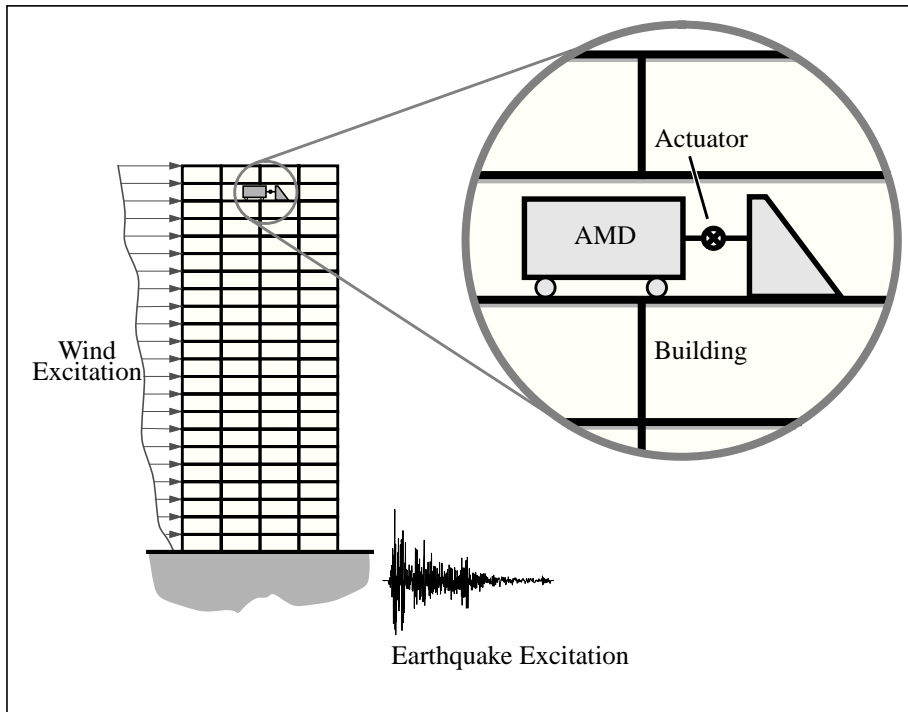 Actuator
AMD
Building
Wind
Excitation
Earthquake Excitation